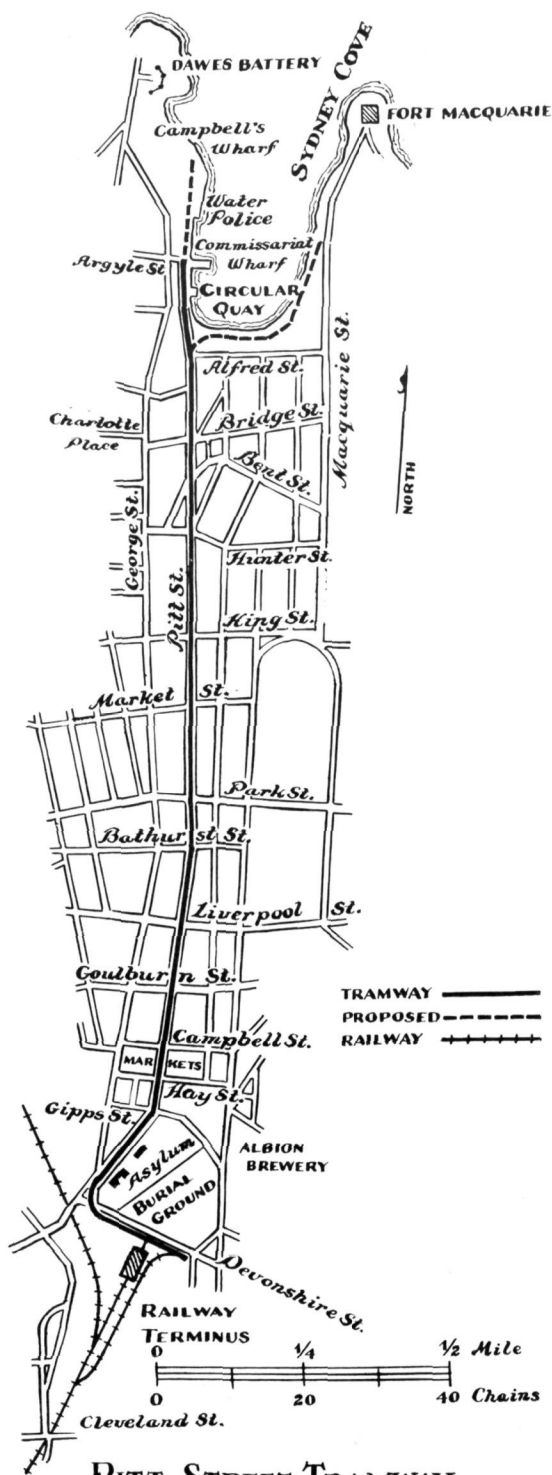 DAWES BATTERY
SYDNEY COVE
FORT MACQUARIE
Campbell's
Wharf
Water
Police
Commissariat
Wharf
Argyle St
CIRCULAR
QUAY
Alfred St.
Macquarie St.
Bridge St.
Charlotte
Place
Bent St.
NORTH
George St.
Hunter St.
Pitt St.
King St.
Market St.
Park St.
Bathurst St.
Liverpool St.
Goulburn St.
TRAMWAY
PROPOSED
RAILWAY
Campbell St.
MARKETS
Hay St.
Gipps St.
Asylum
ALBION
BREWERY
BURIAL
GROUND
Devonshire St.
RAILWAY
TERMINUS
0 1/4 1/2 Mile
0 20 40 Chains
Cleveland St.
PITT STREET TRAMWAY